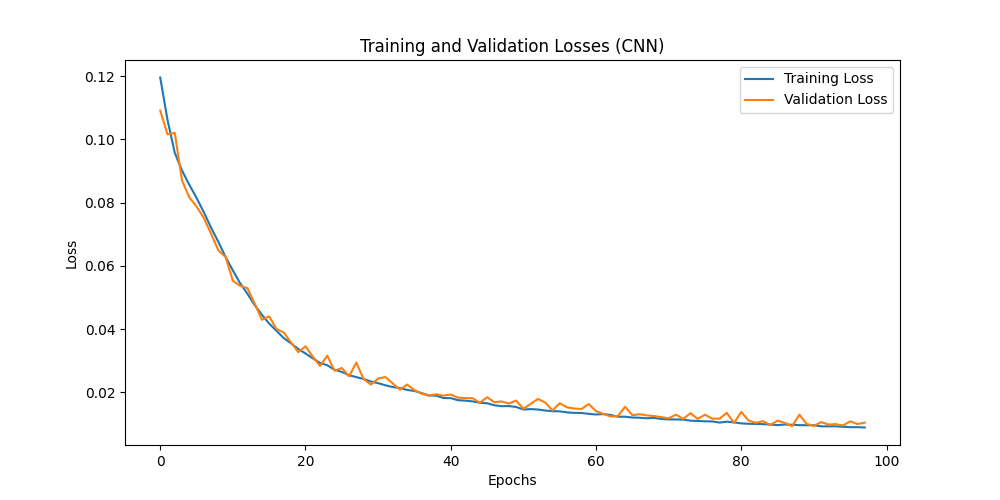 Training and Validation Losses (CNN)
Training Loss
Validation Loss
0.12
0.10
0.08
0.06
0.04
0.02
Loss
0
20
40
60
80
100
Epochs